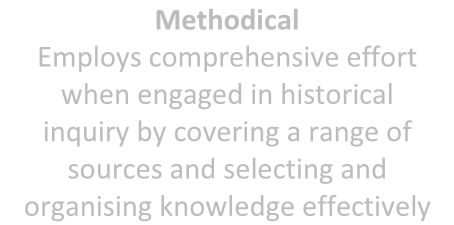 Methodical
Employs comprehensive effort
when engaged in historical
inquiry by covering a range of
sources and selecting and
organising knowledge effectively